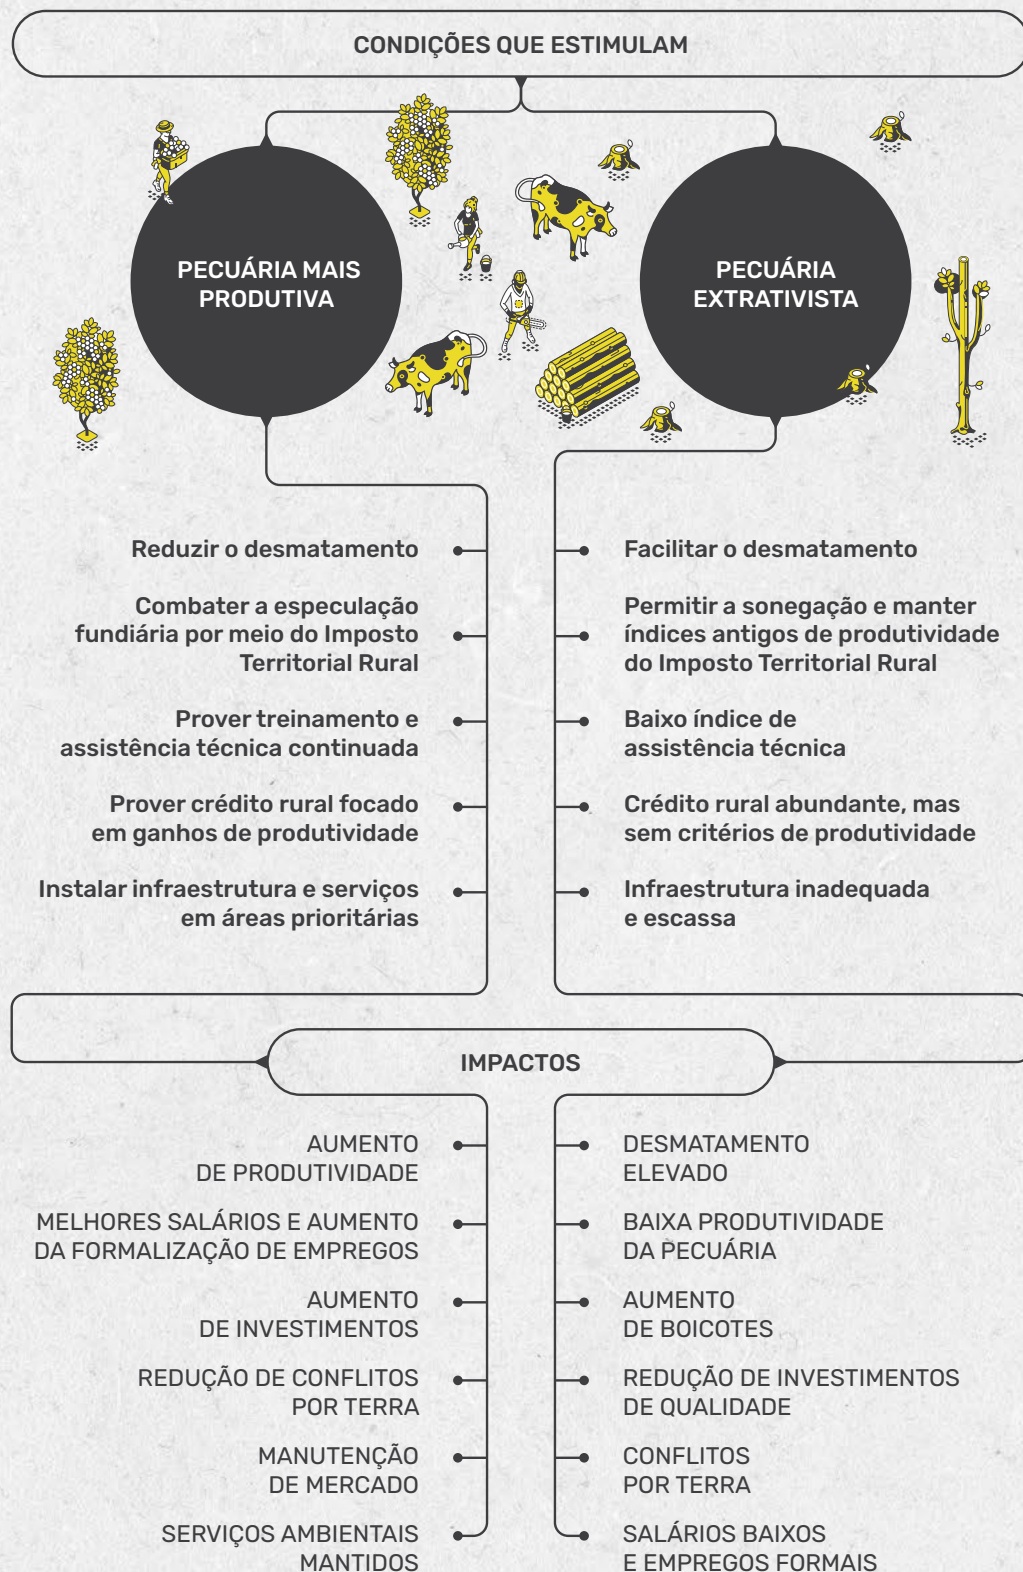 CONDIÇÕES QUE ESTIMULAM
PECUÁRIA MAIS
PRODUTIVA
PECUÁRIA
EXTRATIVISTA
Reduzir o desmatamento
Combater a especulação
fundiária por meio do Imposto
Territorial Rural
Prover treinamento e
assistência técnica continuada
Prover crédito rural focado
em ganhos de produtividade
Instalar infraestrutura e serviços
em áreas prioritárias
Facilitar o desmatamento
Permitir a sonegação e manter
índices antigos de produtividade
do Imposto Territorial Rural
Baixo índice de
assistência técnica
Crédito rural abundante, mas
sem critérios de produtividade
Infraestrutura inadequada
e escassa
IMPACTOS
AUMENTO
DE PRODUTIVIDADE
MELHORES SALÁRIOS E AUMENTO
DA FORMALIZAÇÃO DE EMPREGOS
AUMENTO
DE INVESTIMENTOS
REDUÇÃO DE CONFLITOS
POR TERRA
MANUTENÇÃO
DE MERCADO
SERVIÇOS AMBIENTAIS
MANTIDOS
DESMATAMENTO
ELEVADO
BAIXA PRODUTIVIDADE
DA PECUÁRIA
AUMENTO
DE BOICOTES
REDUÇÃO DE INVESTIMENTOS
DE QUALIDADE
CONFLITOS
POR TERRA
SALÁRIOS BAIXOS
E EMPREGOS FORMAIS